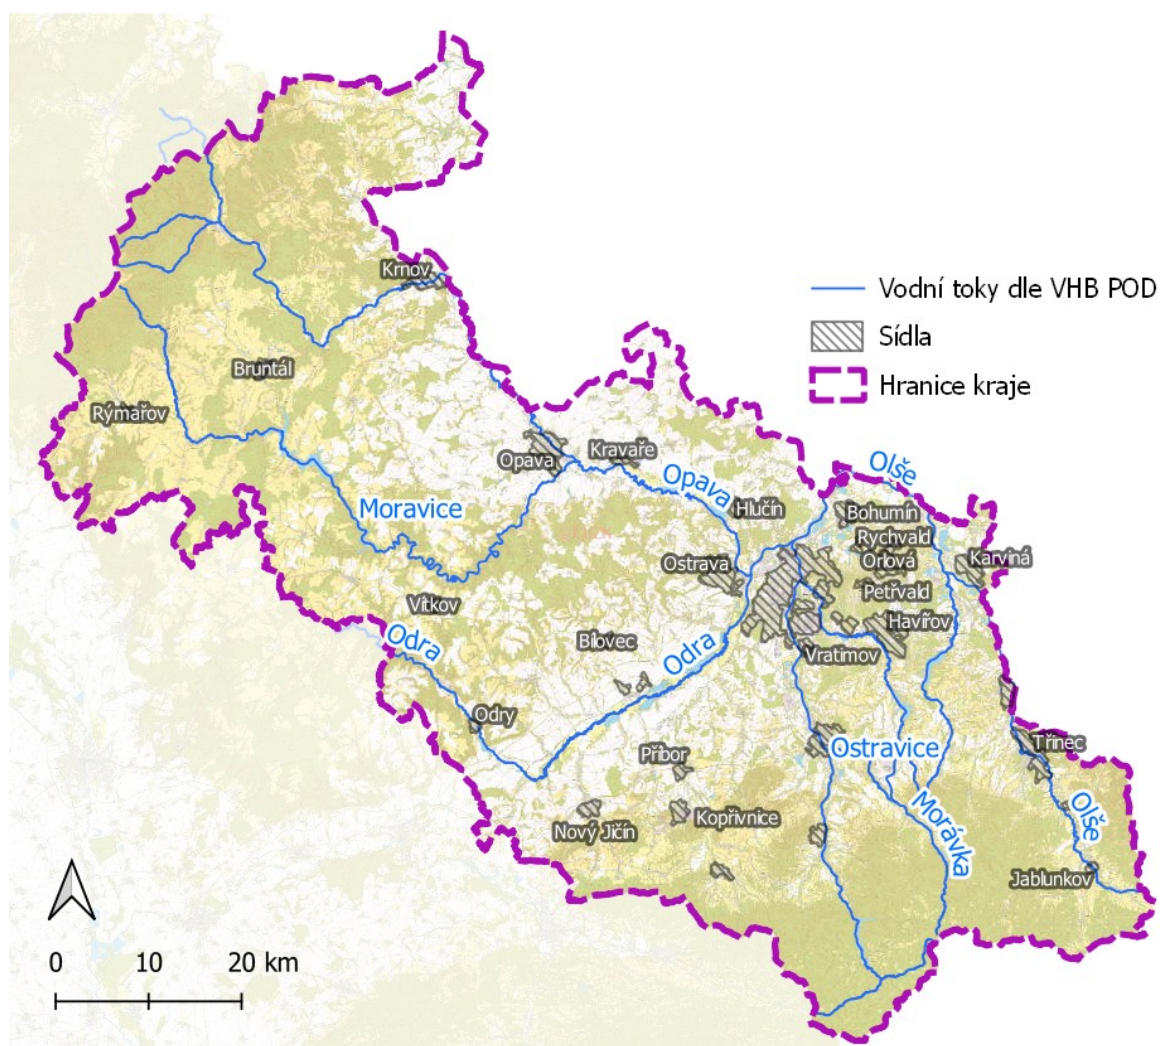 Krnov
Vodní toky dle VHB POD
Sídla
Bruntál
Hranice kraje
Rýmařov
Opava
Kravaře
Olše
Opava
Moravice
Hlučín
Bohumín
Rychvald
Ostrava
Orlová
Karviná
Petřvald
Vítkov
Odra
Bílovec
Odra
Havířov
Vratimov
Odry
Příbor
Ostravice
Třinec
Nový Jičín
Kopřivnice
Morávka
Olše
Jablunkov
0 10 20 km